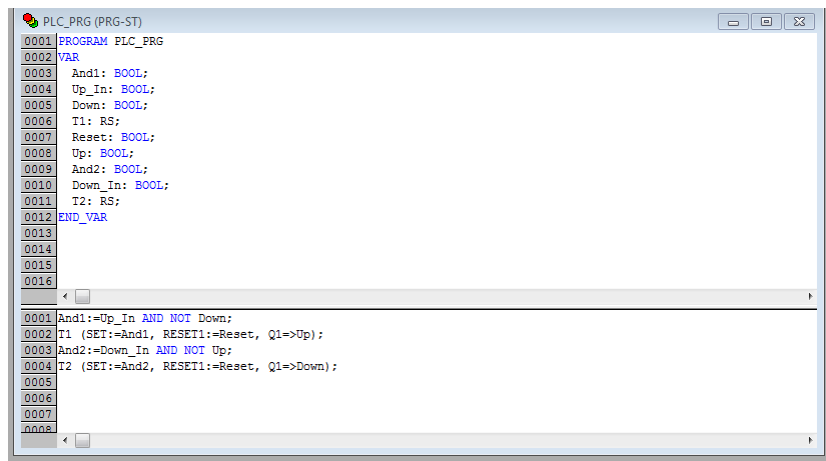 PLC_PRG (PRG-ST)
0001 PROGRAM PLC_PRG
0002 VAR
0003 And1: BOOL;
0004 Up_In: BOOL;
0005 Down: BOOL;
0006 T1: RS;
0007 Reset: BOOL;
0008 Up: BOOL;
0009 And2: BOOL;
0010 Down_In: BOOL;
0011 T2: RS;
0012 END_VAR
0013
0014
0015
0016
0001 And1:=Up_In AND NOT Down;
0002 T1 (SET:=And1, RESET1:=Reset, Q1=>Up);
0003 And2:=Down_In AND NOT Up;
0004 T2 (SET:=And2, RESET1:=Reset, Q1=>Down);
0005
0006
0007
0008